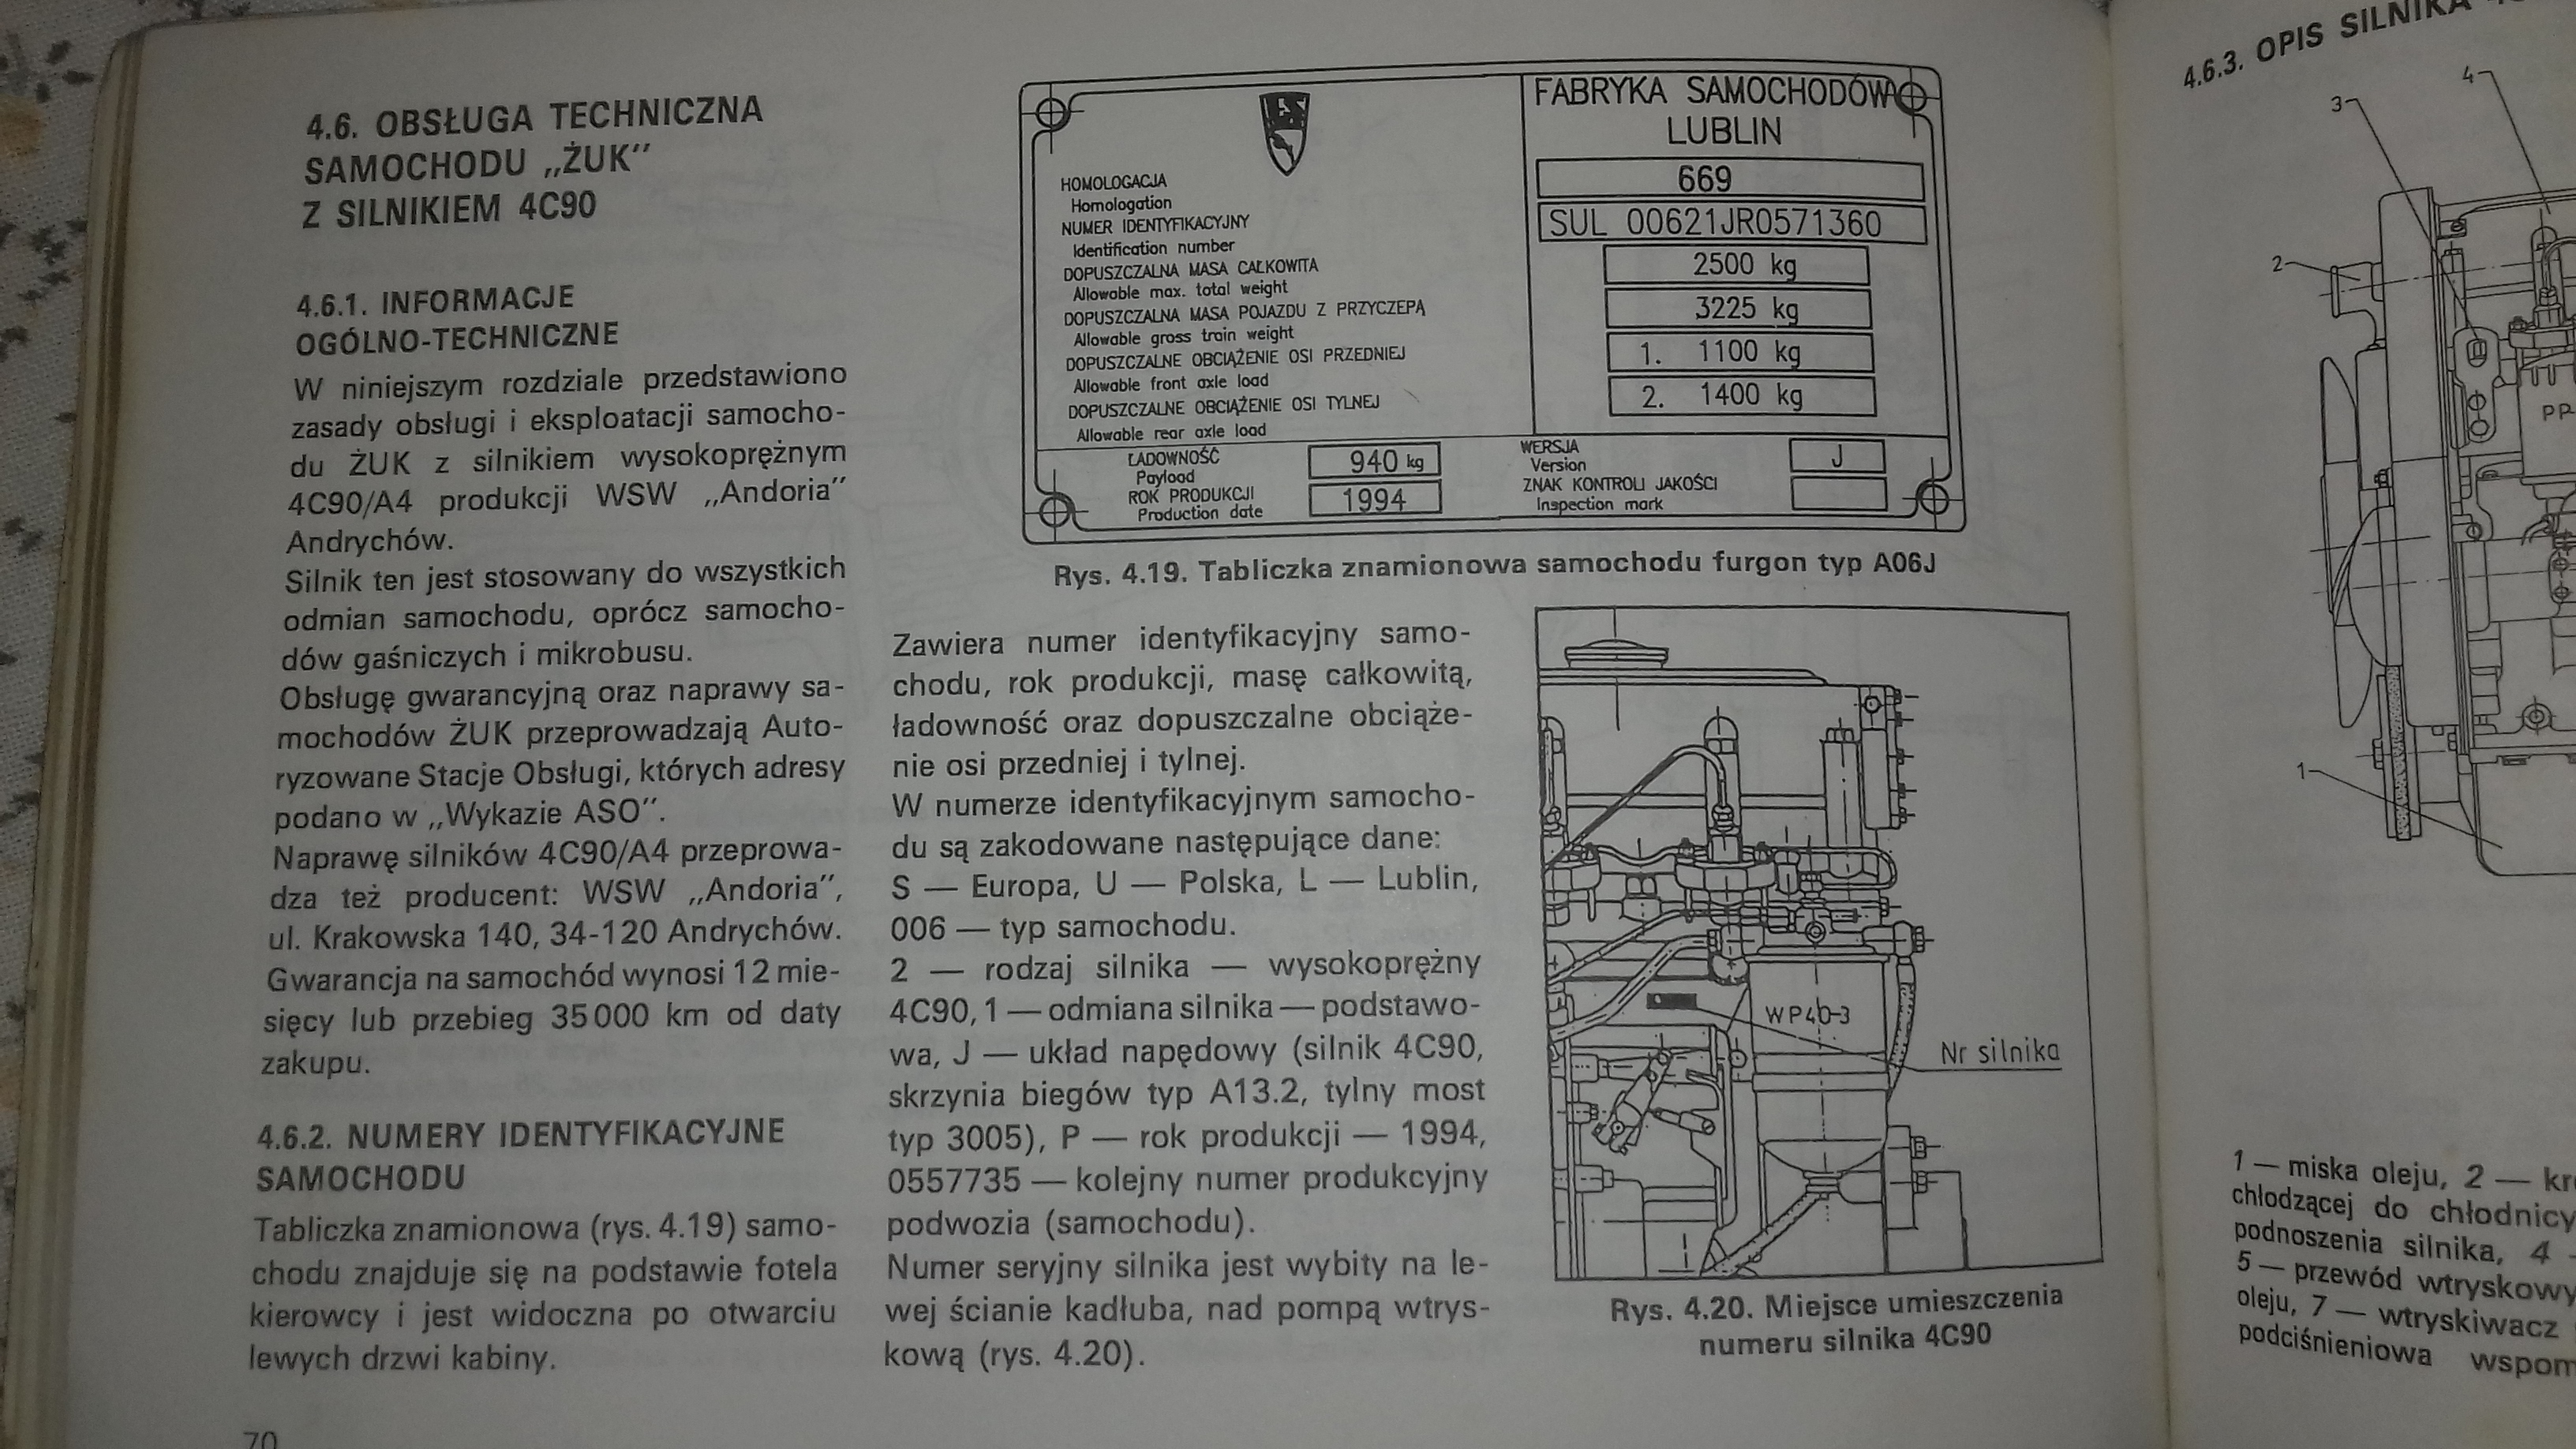 4.6. OBSŁUGA TECHNICZNA
SAMOCHODU „ŻUK”
Z SILNIKIEM 4C90
4.6.1. INFORMACJE
OGÓLNO-TECHNICZNE
W niniejszym rozdziale przedstawiono
zasady obsługi i eksploatacji samocho-
du ŻUK z silnikiem wysokoprężnym
4C90/A4 produkcji WSW „Andoria”
Andrychów.
Silnik ten jest stosowany do wszystkich
odmian samochodu, oprócz samocho-
dów gaśniczych i mikrobusu.
Obsługę gwarancyjną oraz naprawy sa-
mochodów ŻUK przeprowadzają Auto-
ryzowane Stacje Obsługi, których adresy
podano w „Wykazie ASO”.
Naprawę silników 4C90/A4 przeprowa-
dza też producent: WSW „Andoria”,
ul. Krakowska 140, 34-120 Andrychów.
Gwarancja na samochód wynosi 12 mie-
sięcy lub przebieg 35 000 km od daty
zakupu.
4.6.2. NUMERY IDENTYFIKACYJNE
SAMOCHODU
Tabliczka znamionowa (rys. 4.19) samo-
chodu znajduje się na podstawie fotela
kierowcy i jest widoczna po otwarciu
lewych drzwi kabiny.
70
FS
FABRYKA SAMOCHODÓW
LUBLIN
HOMOLOGACJA
Homologation
669
NUMER IDENTYFIKACYJNY
Identification number
SUL 00621JR0571360
DOPUSZCZALNA MASA CAŁKOWITA
Allowable max. total weight
2500 kg
DOPUSZCZALNA MASA POJAZDU Z PRZYCZEPĄ
Allowable gross train weight
3225 kg
DOPUSZCZALNE OBCIĄŻENIE OSI PRZEDNIEJ
Allowable front axle load
1. 1100 kg
DOPUSZCZALNE OBCIĄŻENIE OSI TYLNEJ
Allowable rear axle load
2. 1400 kg
ŁADOWNOŚĆ
Payload
940 kg
WERSJA
Version
J
ROK PRODUKCJI
Production date
1994
ZNAK KONTROLI JAKOŚCI
Inspection mark
Rys. 4.19. Tabliczka znamionowa samochodu furgon typ A06J
Zawiera numer identyfikacyjny samo-
chodu, rok produkcji, masę całkowitą,
ładowność oraz dopuszczalne obciąże-
nie osi przedniej i tylnej.
W numerze identyfikacyjnym samocho-
du są zakodowane następujące dane:
S — Europa, U — Polska, L — Lublin,
006 — typ samochodu.
2 — rodzaj silnika — wysokoprężny
4C90, 1 — odmiana silnika — podstawo-
wa, J — układ napędowy (silnik 4C90,
skrzynia biegów typ A13.2, tylny most
typ 3005), P — rok produkcji — 1994,
0557735 — kolejny numer produkcyjny
podwozia (samochodu).
Numer seryjny silnika jest wybity na le-
wej ścianie kadłuba, nad pompą wtrys-
kową (rys. 4.20).
WP40-3
Nr silnika
Rys. 4.20. Miejsce umieszczenia
numeru silnika 4C90
4.6.3. OPIS SILNIKA
4
3
2
PP-
1
1 — miska oleju, 2 —
chłodzącej do chłodnicy
podnoszenia silnika, 4
5 — przewód wtryskowy
oleju, 7 — wtryskiwacz
podciśnieniowa